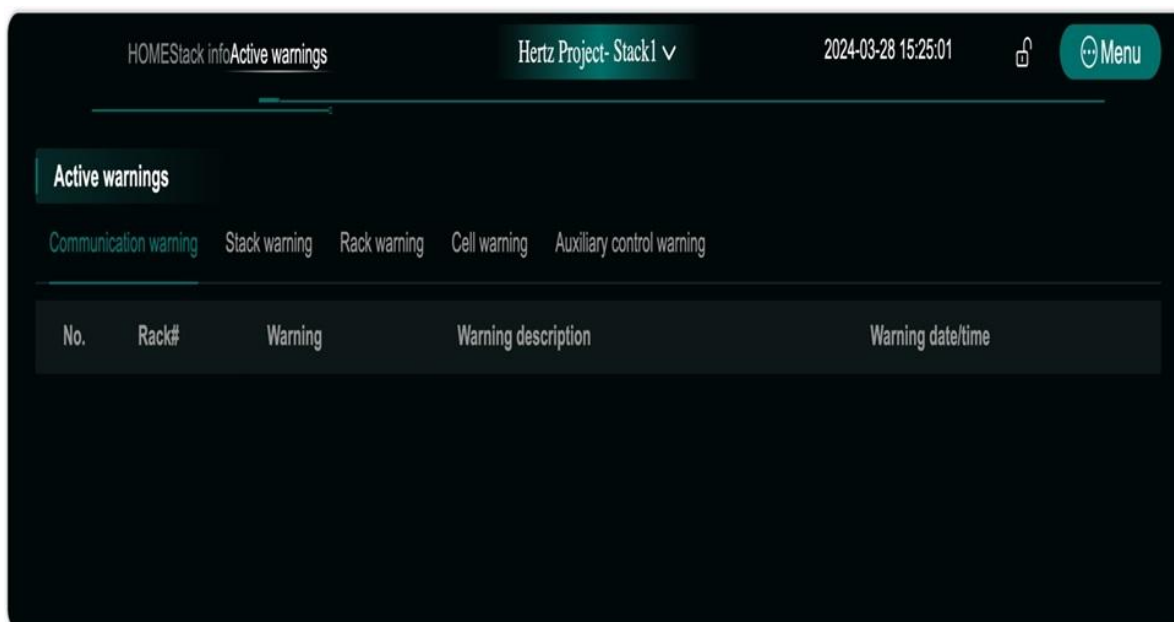 HOMEStack infoActive warnings Hertz Project- Stack1 2024-03-28 15:25:01 Menu
Active warnings
Communication warning Stack warning Rack warning Cell warning Auxiliary control warning
No. Rack# Warning Warning description Warning date/time